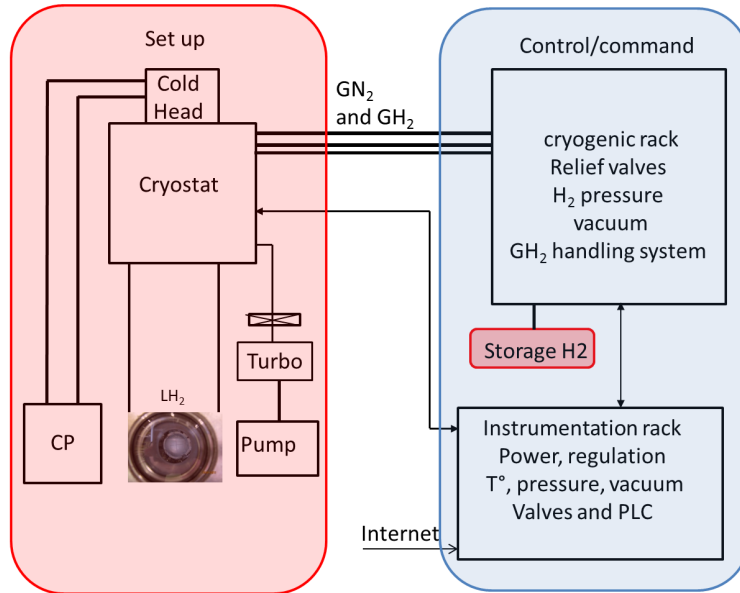 Set up
Cold
Head
Cryostat
CP
LH₂
Turbo
Pump
GN₂
and GH₂
Control/command
cryogenic rack
Relief valves
H₂ pressure
vacuum
GH₂ handling system
Storage H2
Instrumentation rack
Power, regulation
T°, pressure, vacuum
Valves and PLC
Internet